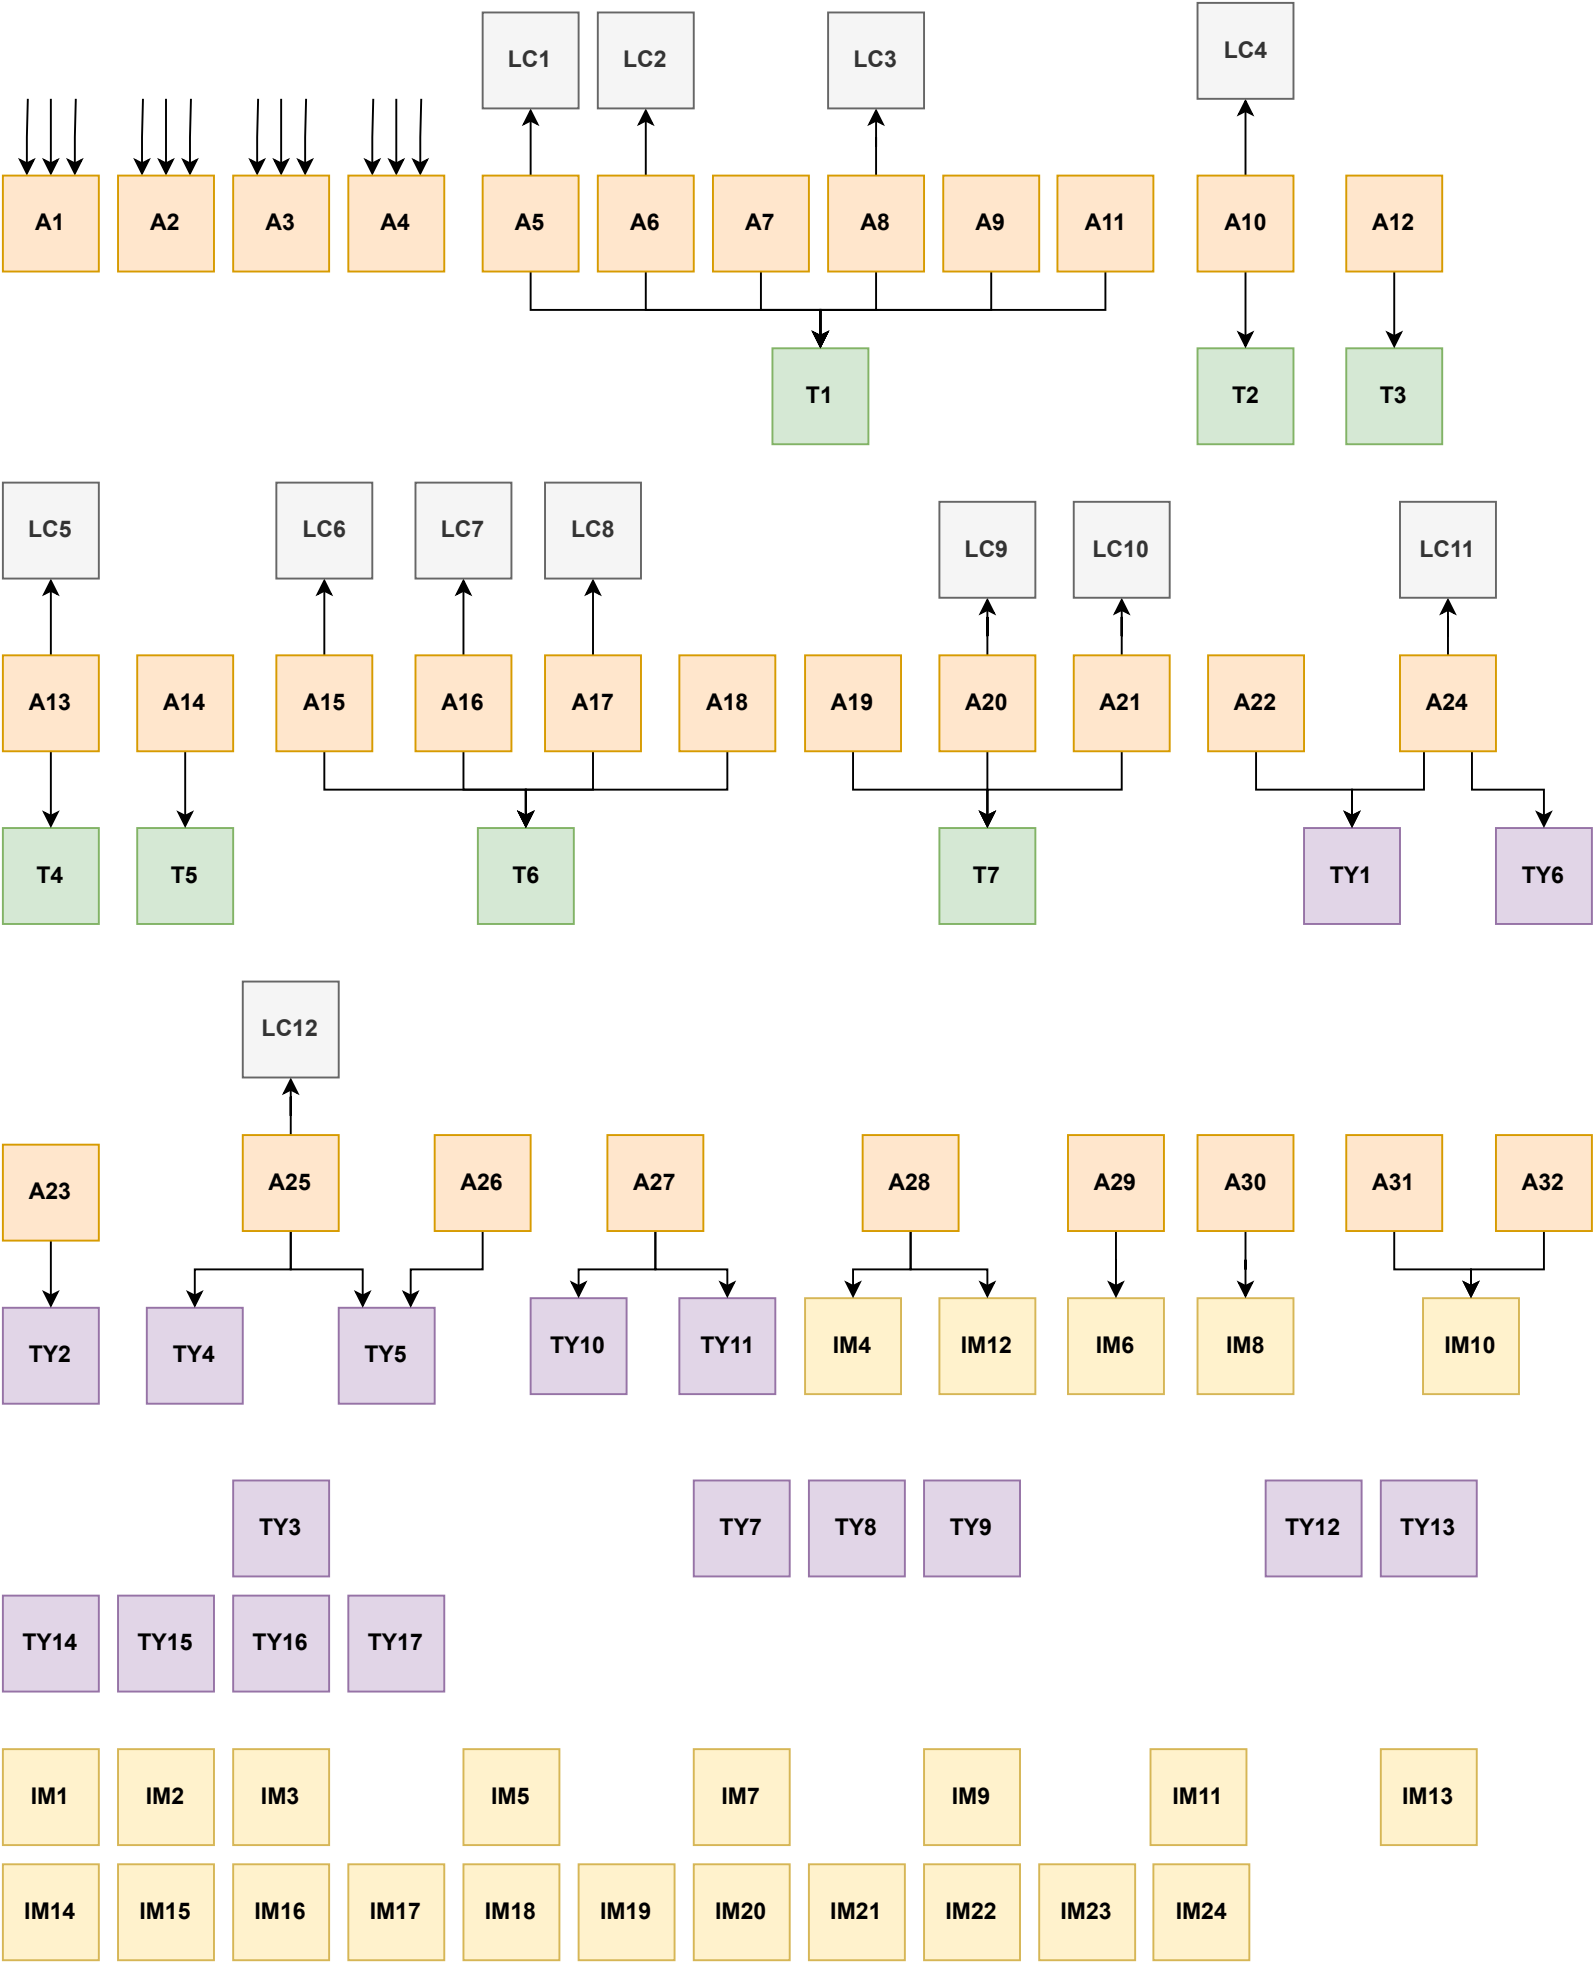 LC1 LC2 LC3 LC4
A1 A2 A3 A4 A5 A6 A7 A8 A9 A11 A10 A12
T1 T2 T3
LC5 LC6 LC7 LC8 LC9 LC10 LC11
A13 A14 A15 A16 A17 A18 A19 A20 A21 A22 A24
T4 T5 T6 T7 TY1 TY6
LC12
A23 A25 A26 A27 A28 A29 A30 A31 A32
TY2 TY4 TY5 TY10 TY11 IM4 IM12 IM6 IM8 IM10
TY3 TY7 TY8 TY9 TY12 TY13
TY14 TY15 TY16 TY17
IM1 IM2 IM3 IM5 IM7 IM9 IM11 IM13
IM14 IM15 IM16 IM17 IM18 IM19 IM20 IM21 IM22 IM23 IM24